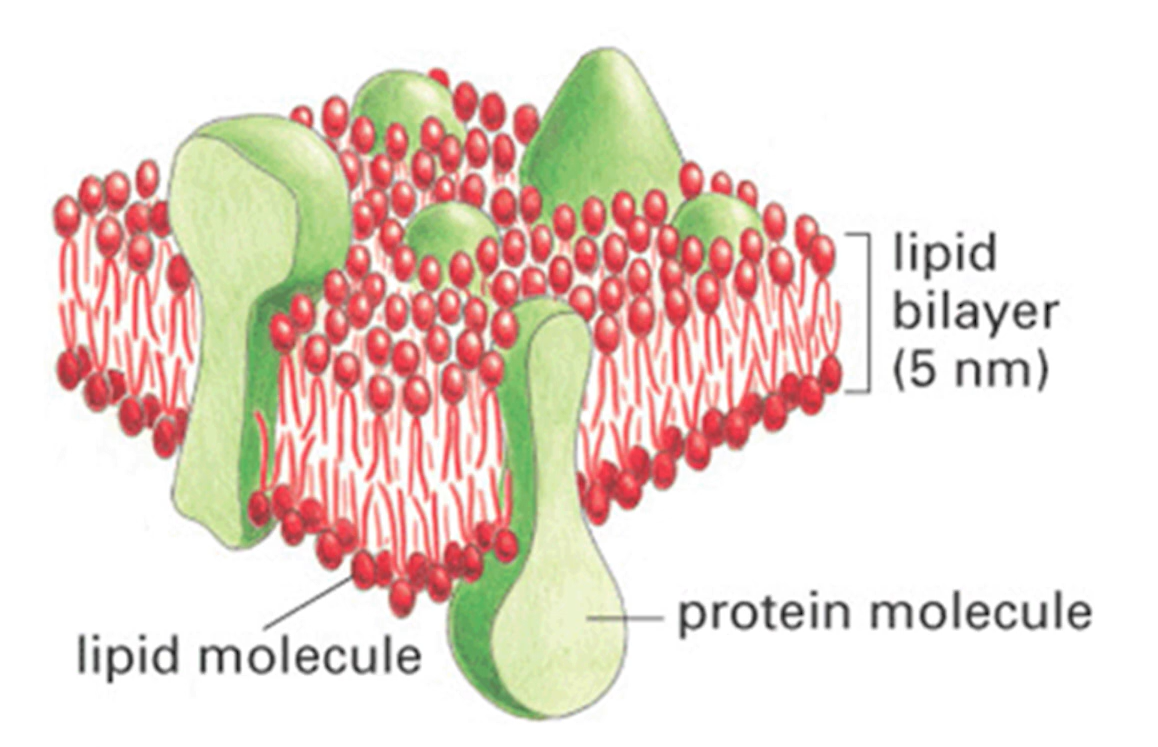 lipid
bilayer
(5 nm)
protein molecule
lipid molecule